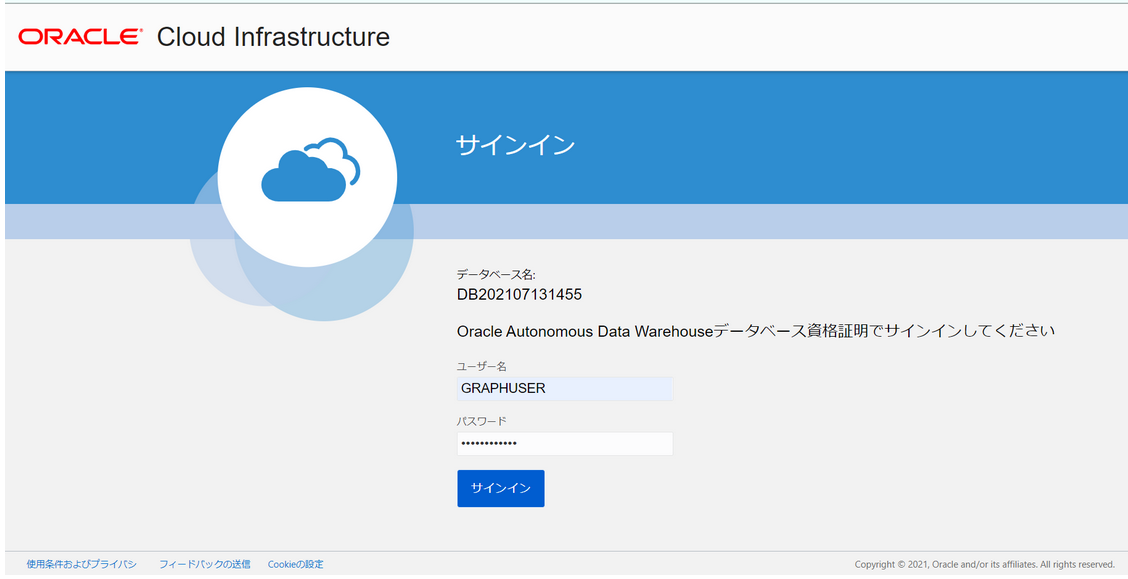 ORACLE Cloud Infrastructure
サインイン
データベース名:
DB202107131455
Oracle Autonomous Data Warehouseデータベース資格証明でサインインしてください
ユーザー名
GRAPHUSER
パスワード
••••••••••••
サインイン
使用条件およびプライバシ フィードバックの送信 Cookieの設定 Copyright © 2021, Oracle and/or its affiliates. All rights reserved.